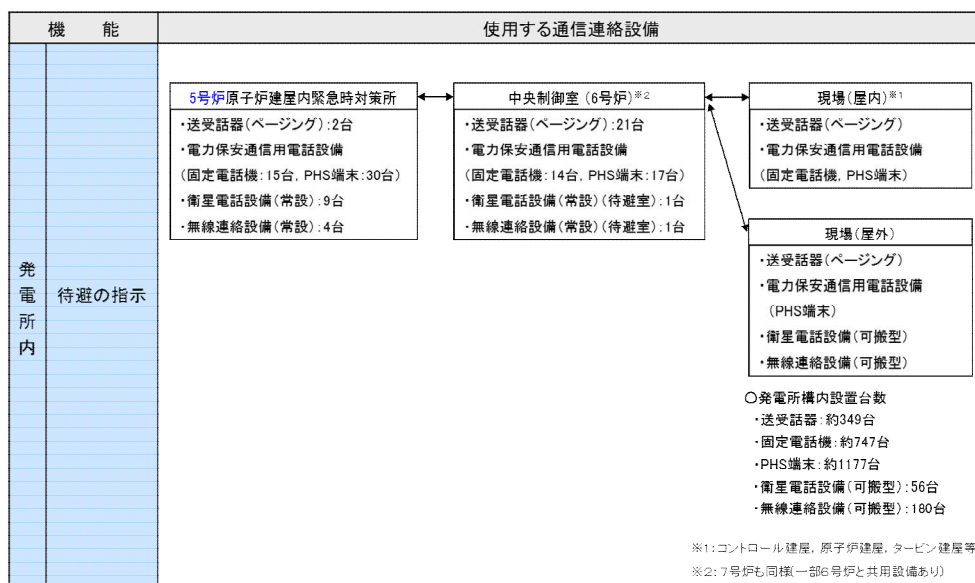 機　能
使用する通信連絡設備
発電所内
待避の指示
5号炉原子炉建屋内緊急時対策所
・送受話器(ページング):2台
・電力保安通信用電話設備
(固定電話機:15台, PHS端末:30台)
・衛星電話設備(常設):9台
・無線連絡設備(常設):4台
中央制御室 (6号炉)※2
・送受話器(ページング):21台
・電力保安通信用電話設備
(固定電話機:14台, PHS端末:17台)
・衛星電話設備(常設)(待避室):1台
・無線連絡設備(常設)(待避室):1台
現場(屋内)※1
・送受話器(ページング)
・電力保安通信用電話設備
(固定電話機, PHS端末)
現場(屋外)
・送受話器(ページング)
・電力保安通信用電話設備
(PHS端末)
・衛星電話設備(可搬型)
・無線連絡設備(可搬型)
○発電所構内設置台数
・送受話器:約349台
・固定電話機:約747台
・PHS端末:約1177台
・衛星電話設備(可搬型):56台
・無線連絡設備(可搬型):180台
※1:コントロール建屋, 原子炉建屋, タービン建屋等
※2:7号炉も同様(一部6号炉と共用設備あり)